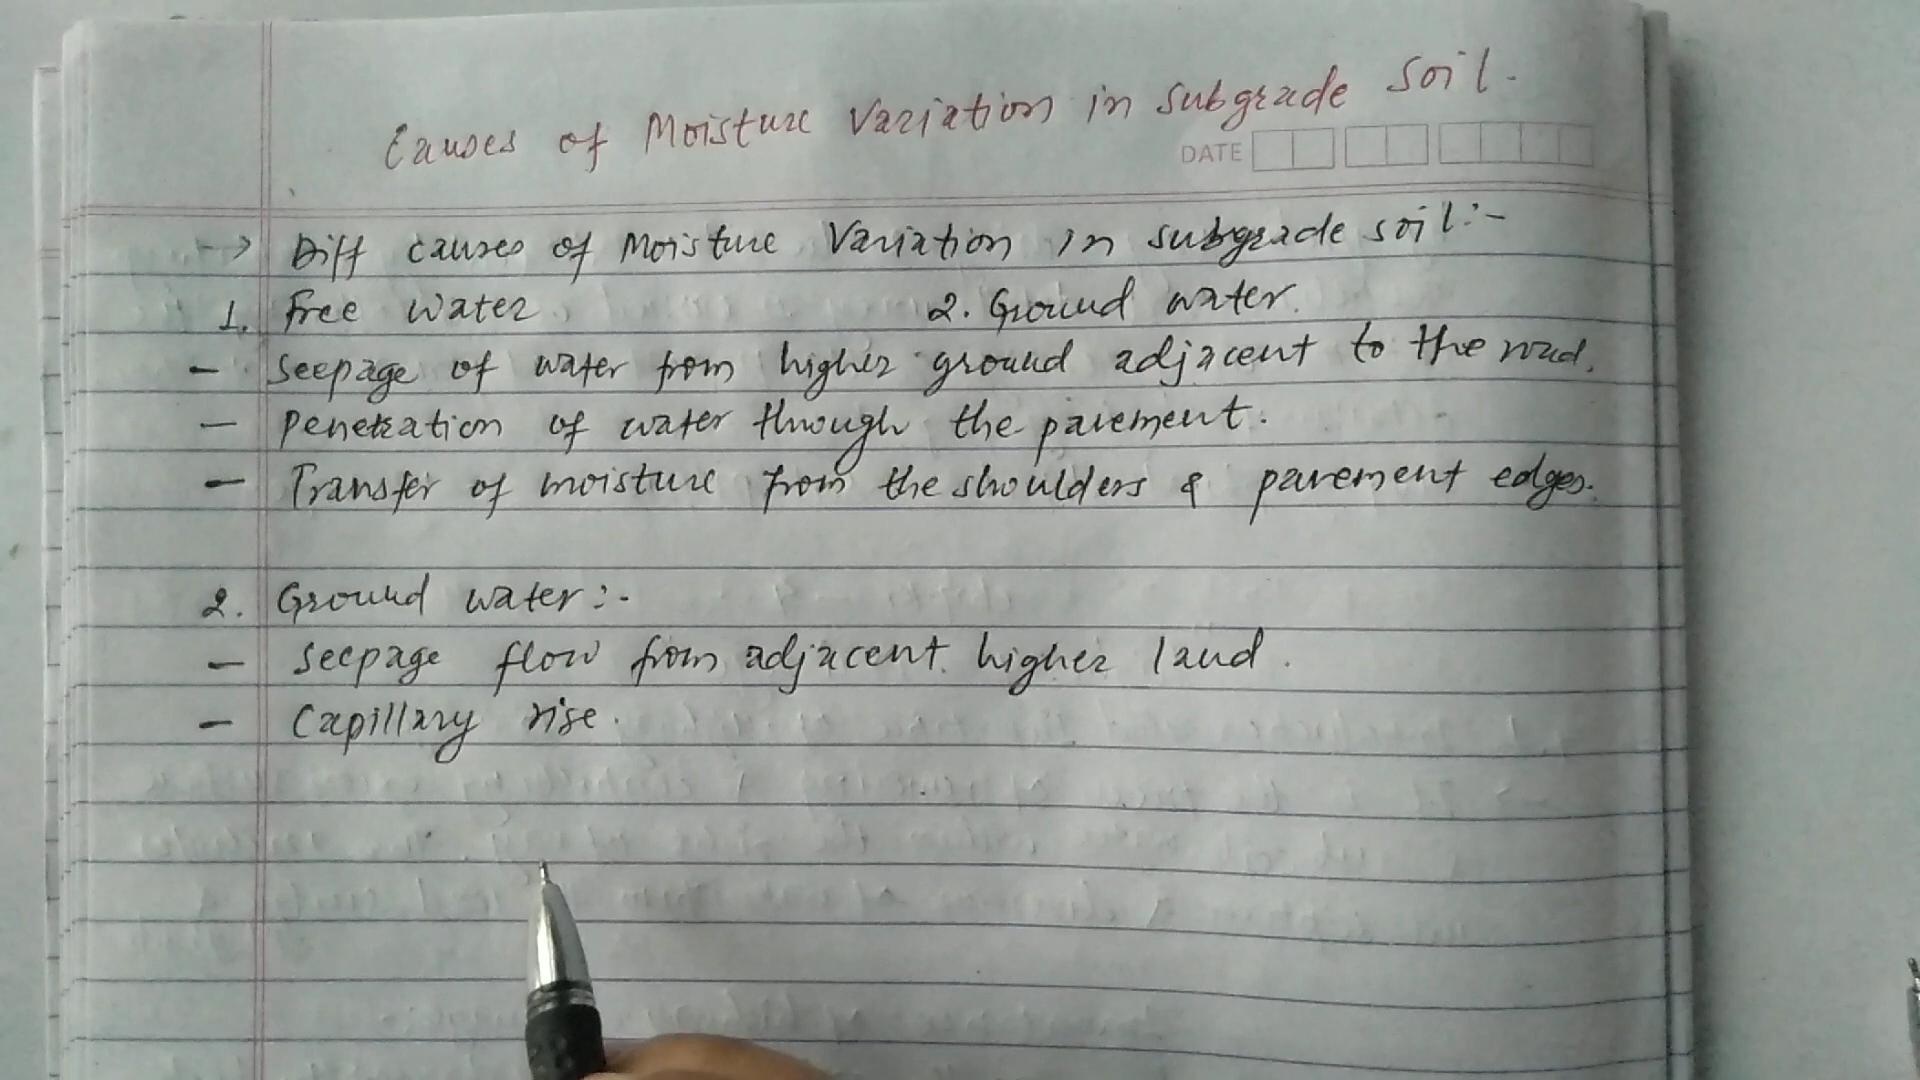 Causes of Moisture Variation in subgrade soil.
DATE
-> Diff causes of Moisture Variation in subgrade soil:-
1. Free water 2. Ground water.
- Seepage of water from higher ground adjacent to the road.
- Penetration of water through the pavement.
- Transfer of moisture from the shoulders & pavement edges.
2. Ground water:-
- seepage flow from adjacent higher land.
- Capillary rise.